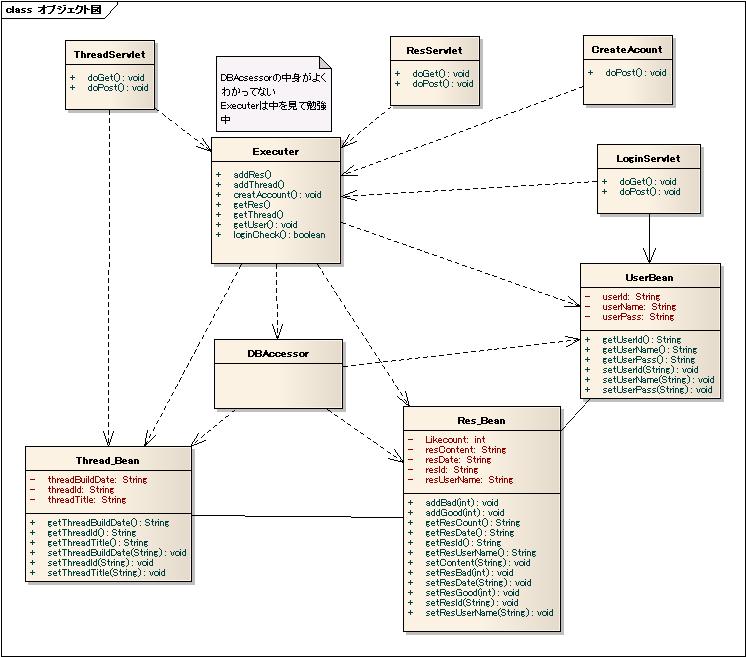 class オブジェクト図
ThreadServlet
+ doGet() : void
+ doPost() : void
DBAcsessorの中身がよく
わかってない
Executerは中を見て勉強
中
ResServlet
+ doGet() : void
+ doPost() : void
CreateAcount
+ doPost() : void
Executer
+ addRes()
+ addThread()
+ creatAccount() : void
+ getRes()
+ getThread()
+ getUser() : void
+ loginCheck() : boolean
LoginServlet
+ doGet() : void
+ doPost() : void
UserBean
- userId: String
- userName: String
- userPass: String
+ getUserId() : String
+ getUserName() : String
+ getUserPass() : String
+ setUserId(String) : void
+ setUserName(String) : void
+ setUserPass(String) : void
DBAccessor
Thread_Bean
- threadBuildDate: String
- threadId: String
- threadTitle: String
+ getThreadBuildDate() : String
+ getThreadId() : String
+ getThreadTitle() : String
+ setThreadBuildDate(String) : void
+ setThreadId(String) : void
+ setThreadTitle(String) : void
Res_Bean
- Likecount: int
- resContent: String
- resDate: String
- resId: String
- resUserName: String
+ addBad(int) : void
+ addGood(int) : void
+ getResCount() : String
+ getResDate() : String
+ getResId() : String
+ getResUserName() : String
+ setContent(String) : void
+ setResBad(int) : void
+ setResDate(String) : void
+ setResGood(int) : void
+ setResId(String) : void
+ setResUserName(String) : void